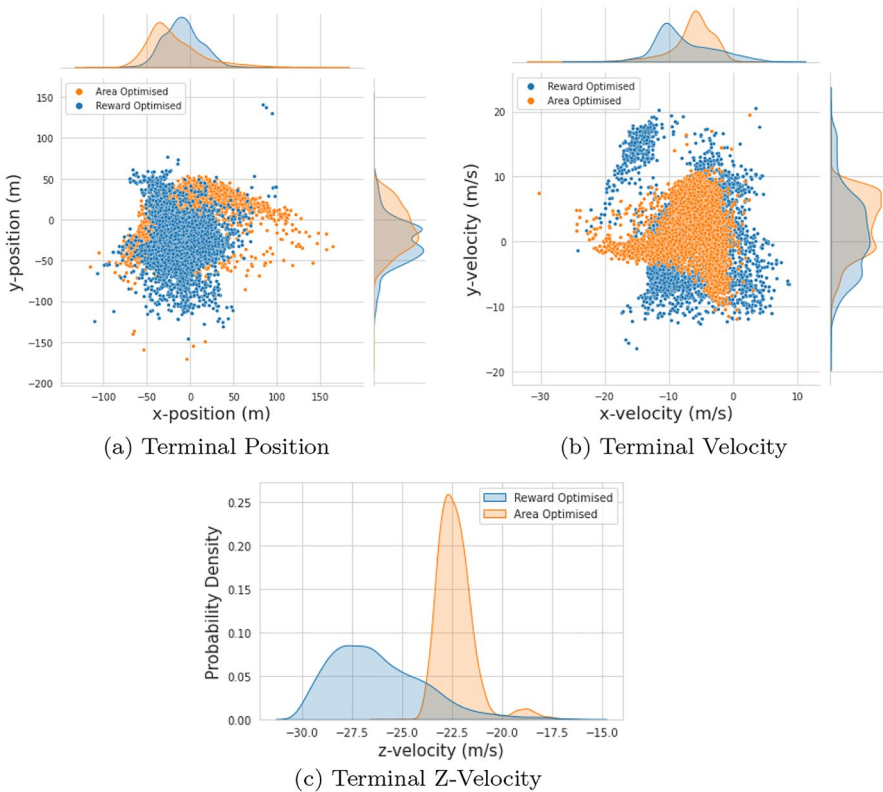 Area Optimised
Reward Optimised
150
100
50
0
−50
−100
−150
−200
y-position (m)
−100 −50 0 50 100 150
x-position (m)
(a) Terminal Position
Reward Optimised
Area Optimised
20
10
0
−10
−20
y-velocity (m/s)
−30 −20 −10 0 10
x-velocity (m/s)
(b) Terminal Velocity
Reward Optimised
Area Optimised
0.25
0.20
0.15
0.10
0.05
0.00
Probability Density
−30.0 −27.5 −25.0 −22.5 −20.0 −17.5 −15.0
z-velocity (m/s)
(c) Terminal Z-Velocity